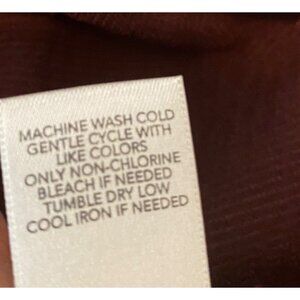 MACHINE WASH COLD
GENTLE CYCLE WITH
LIKE COLORS
ONLY NON-CHLORINE
BLEACH IF NEEDED
TUMBLE DRY LOW
COOL IRON IF NEEDED